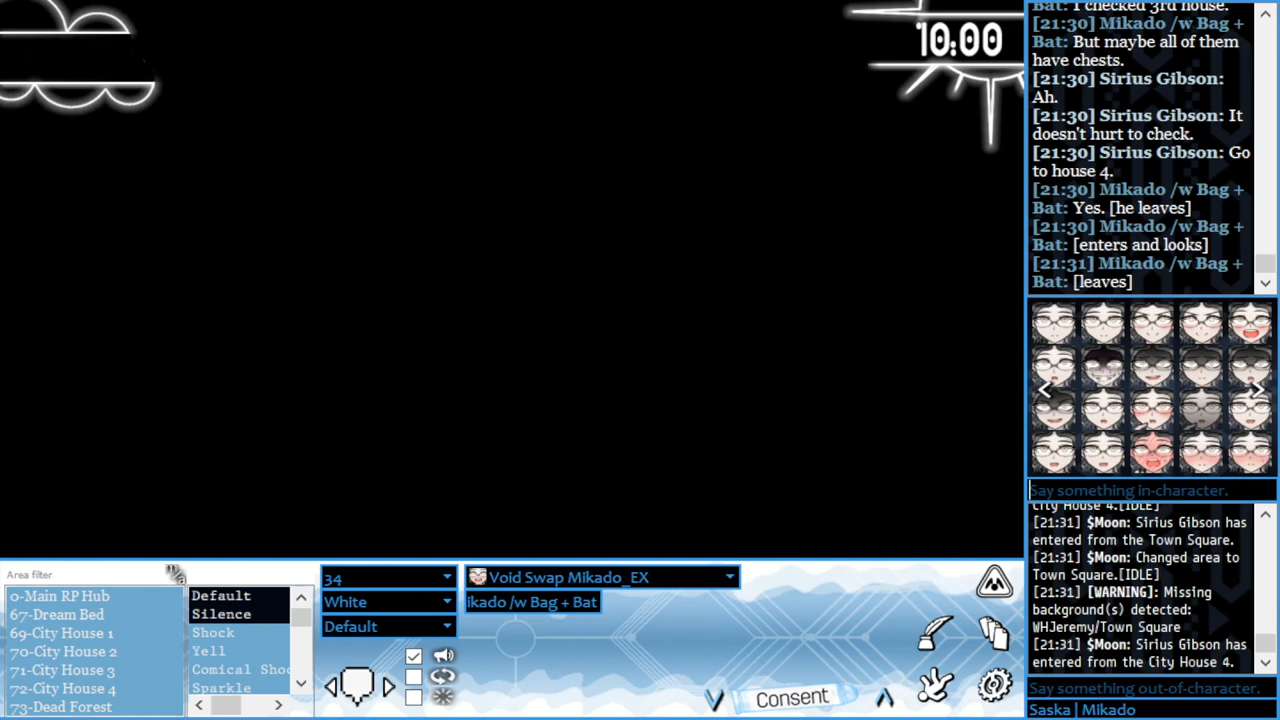 10:00
Bat: I checked 3rd house.
[21:30] Mikado /w Bag +
Bat: But maybe all of them
have chests.
[21:30] Sirius Gibson:
Ah.
[21:30] Sirius Gibson: It
doesn't hurt to check.
[21:30] Sirius Gibson: Go
to house 4.
[21:30] Mikado /w Bag +
Bat: Yes. [he leaves]
[21:30] Mikado /w Bag +
Bat: [enters and looks]
[21:31] Mikado /w Bag +
Bat: [leaves]
Say something in-character.
City House 4.[IDLE]
[21:31] $Moon: Sirius Gibson has
entered from the Town Square.
[21:31] $Moon: Changed area to
Town Square.[IDLE]
[21:31] [WARNING]: Missing
background(s) detected:
WHJeremy/Town Square
[21:31] $Moon: Sirius Gibson has
entered from the City House 4.
Say something out-of-character.
Saska | Mikado
Area filter
0-Main RP Hub
67-Dream Bed
69-City House 1
70-City House 2
71-City House 3
72-City House 4
73-Dead Forest
Default
Silence
Shock
Yell
Comical Sho
Sparkle
34
White
Default
Void Swap Mikado_EX
ikado /w Bag + Bat
Consent